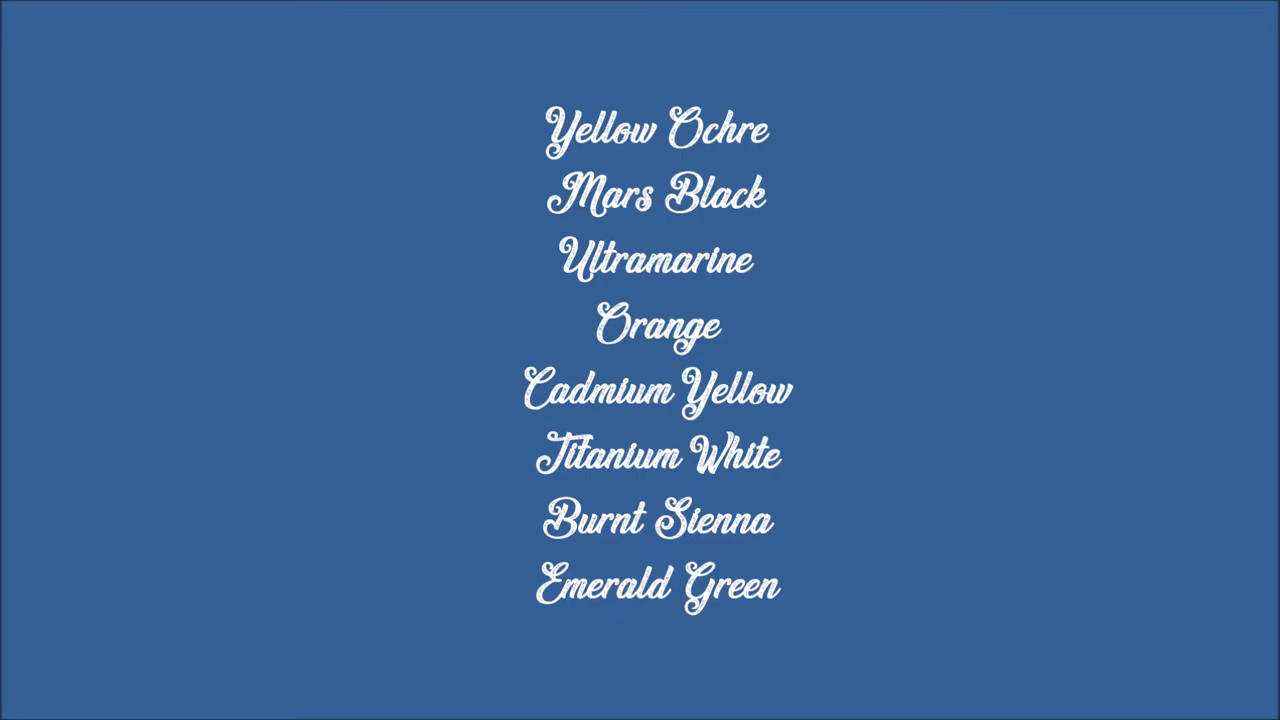 Yellow Ochre
Mars Black
Ultramarine
Orange
Cadmium Yellow
Titanium White
Burnt Sienna
Emerald Green